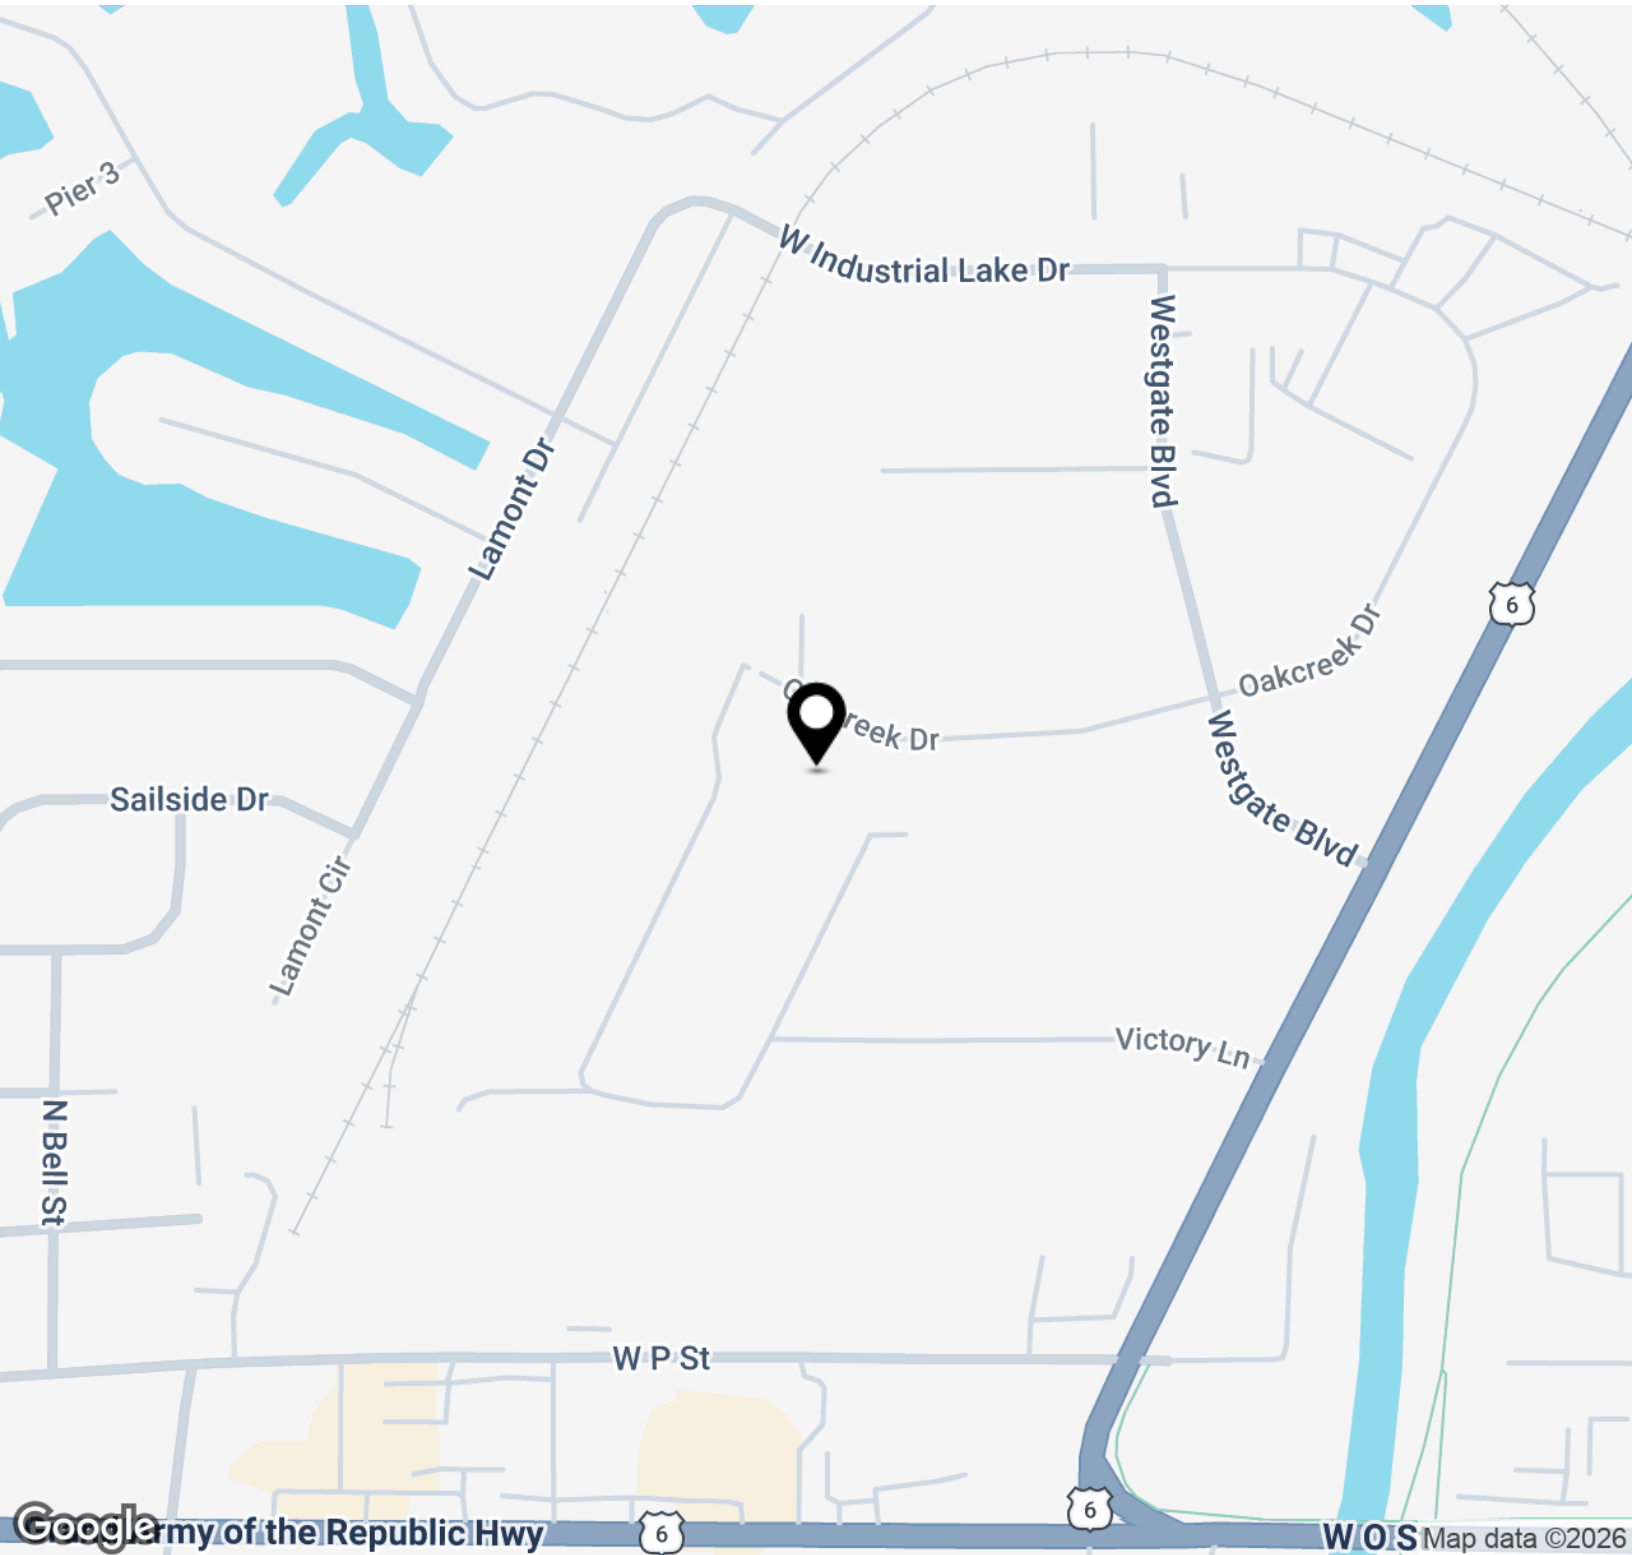 Pier 3
W Industrial Lake Dr
Westgate Blvd
Lamont Dr
6
Oakcreek Dr
reek Dr
Westgate Blvd
Sailside Dr
Lamont Cir
Victory Ln
N Bell St
W P St
6
6
Google
Army of the Republic Hwy
W O S
Map data ©2026